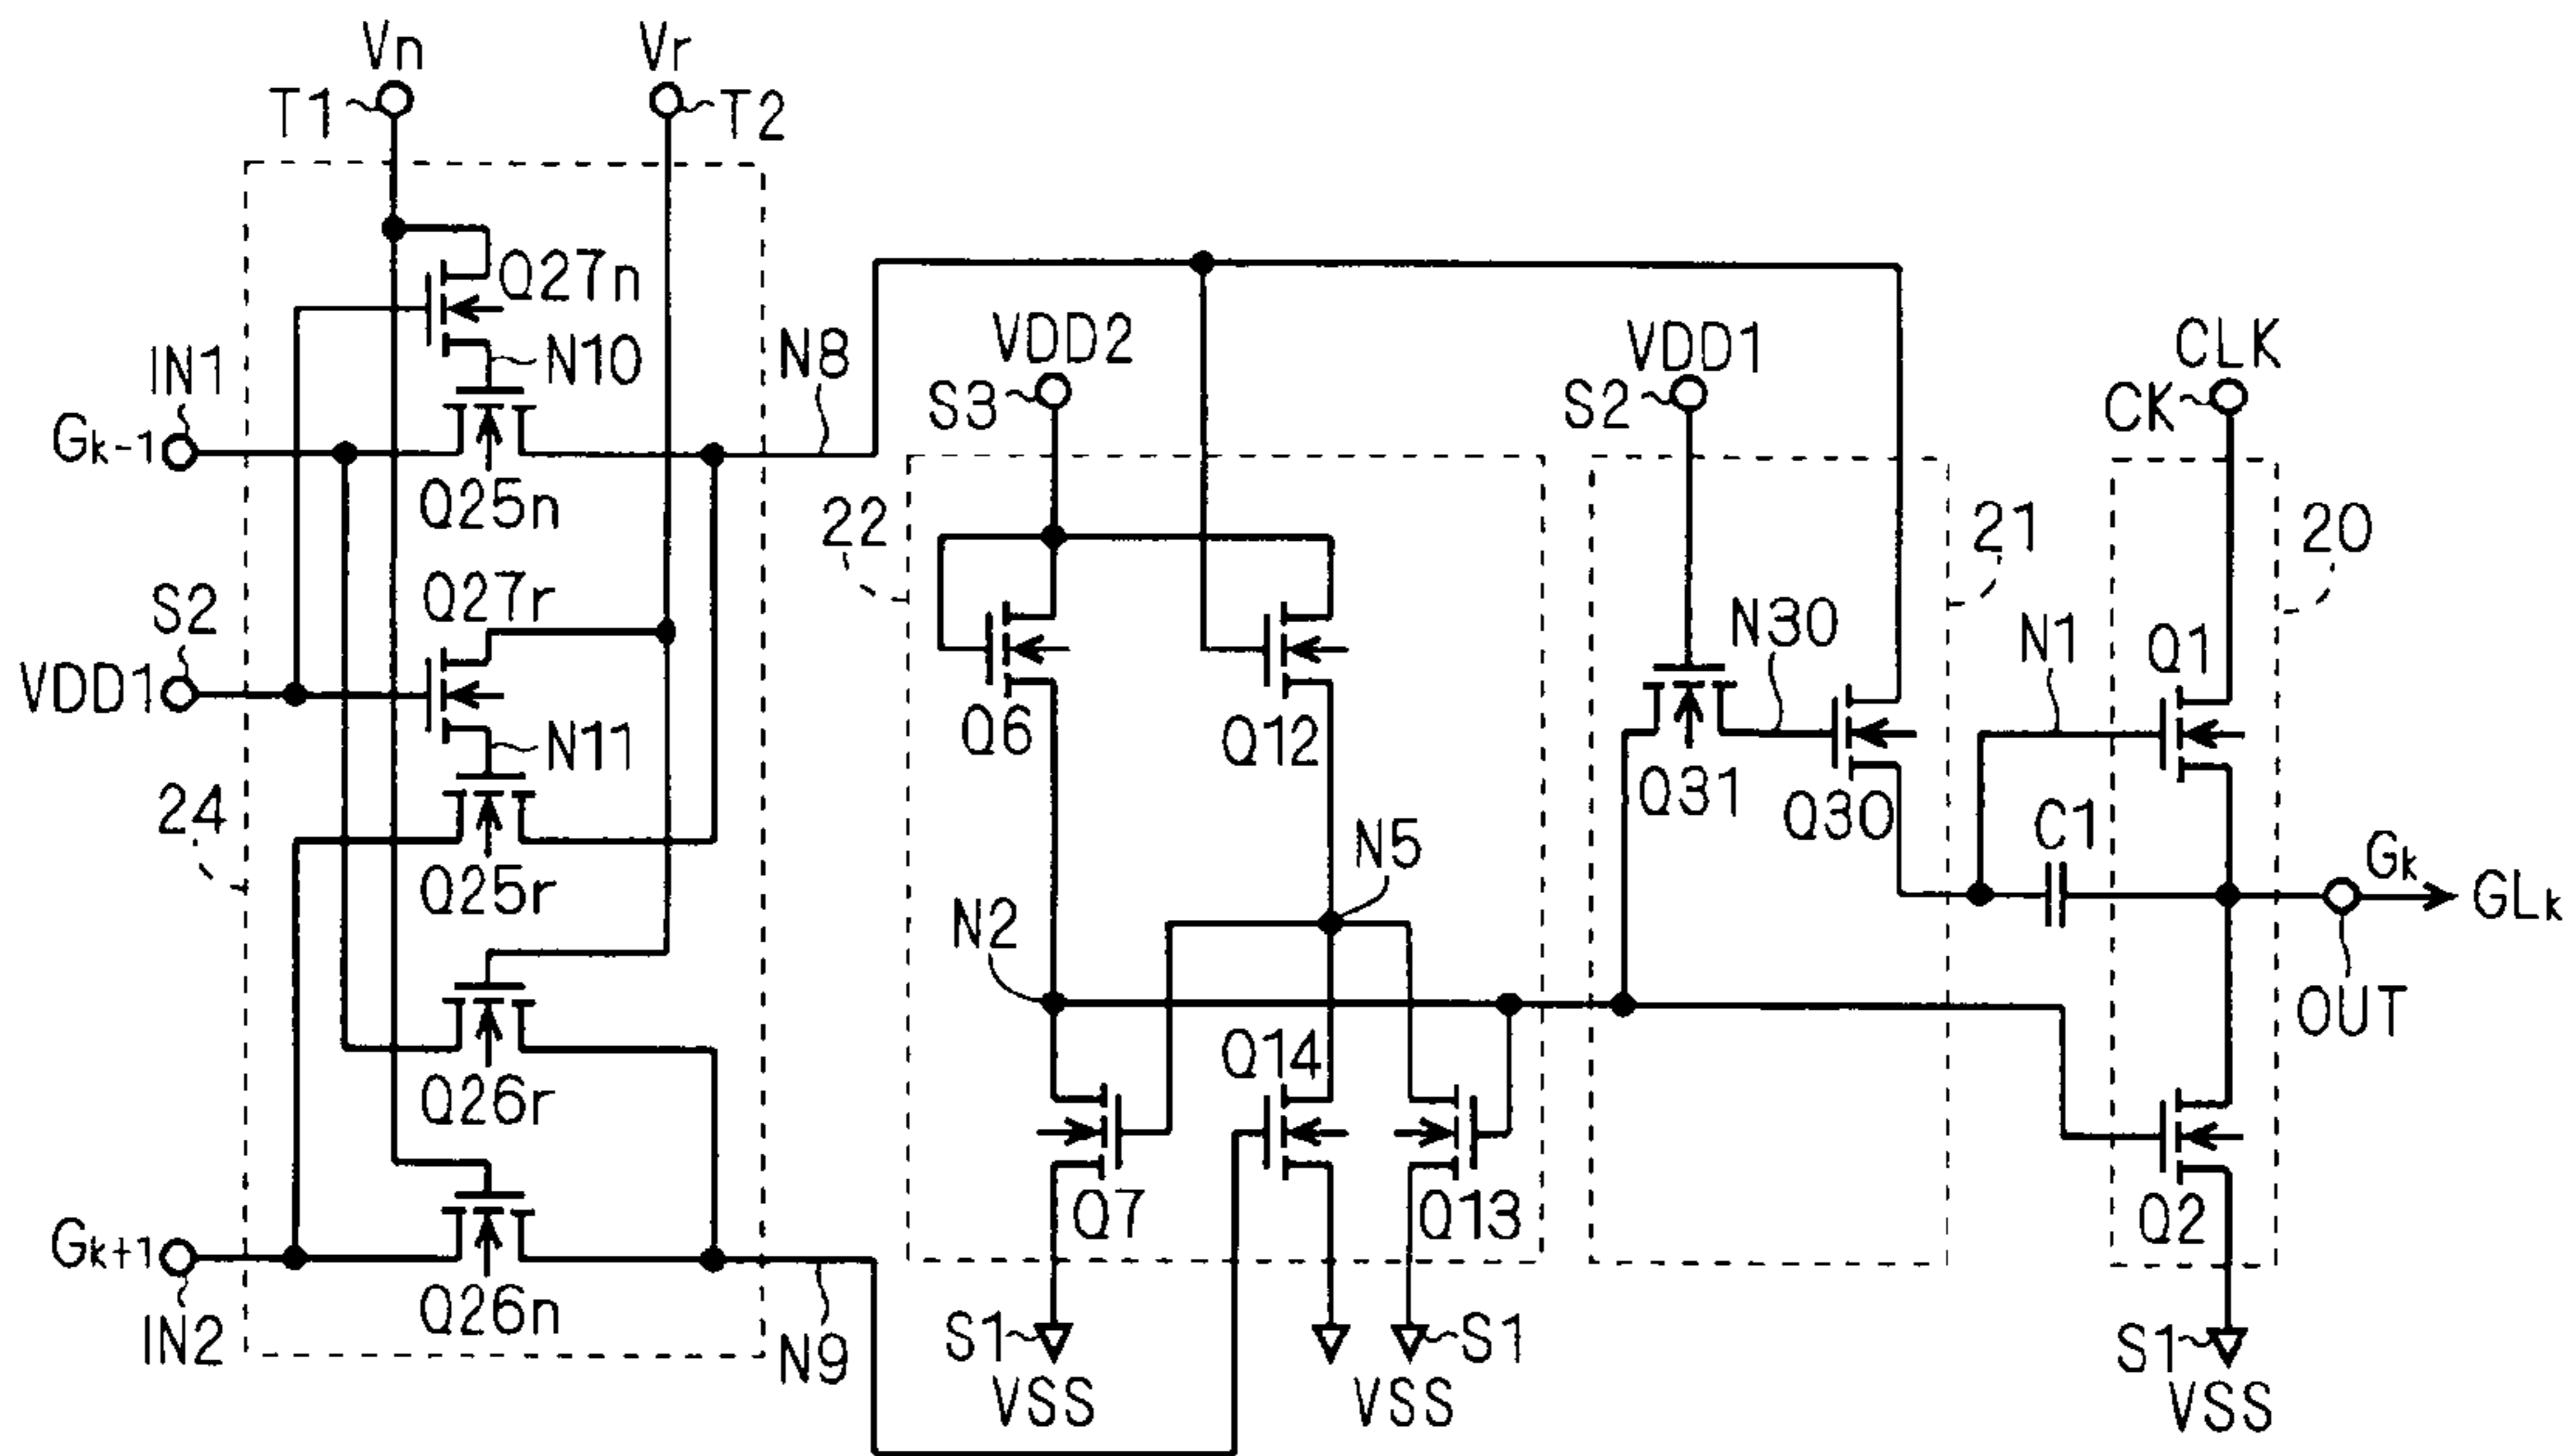 Vn
Vr
T1
T2
Q27n
IN1
N10
N8
VDD2
VDD1
CLK
S3
S2
CK
Gk-1
Q25n
22
21
20
S2
Q27r
N30
N1
Q1
VDD1
Q6
Q12
N11
Q31
Q30
C1
24
N5
Gk
Q25r
N2
GLk
Q14
OUT
Q26r
Q7
Q13
Q2
Gk+1
Q26n
IN2
N9
S1
S1
S1
VSS
VSS
VSS